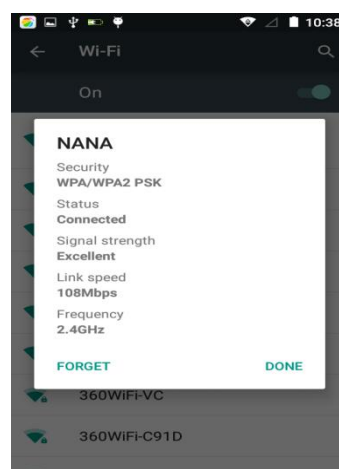 10:38
Wi-Fi
On
NANA
Security
WPA/WPA2 PSK
Status
Connected
Signal strength
Excellent
Link speed
108Mbps
Frequency
2.4GHz
FORGET DONE
360WiFi-VC
360WiFi-C91D